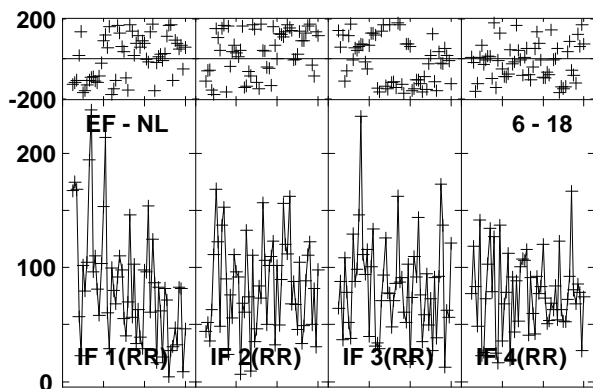 200
-200
EF - NL
6 - 18
200
100
0
IF 1(RR)
IF 2(RR)
IF 3(RR)
IF 4(RR)